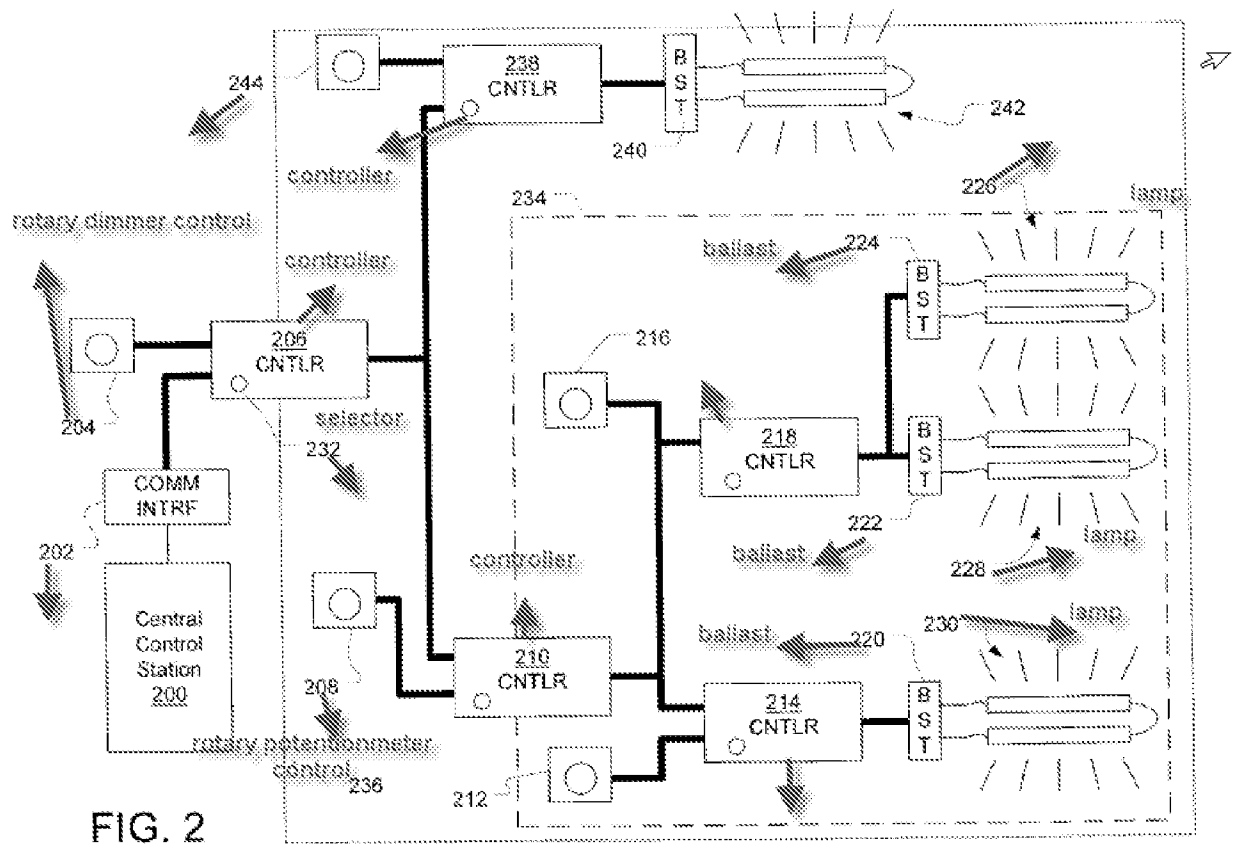 238
CNTLR
B
S
T
244
240
242
controller
226
lamp
234
rotary dimmer control
ballast
224
B
S
T
controller
206
CNTLR
216
204
selector
232
218
CNTLR
B
S
T
COMM
INTRF
222
202
controller
ballast
228
lamp
Central
Control
Station
200
ballast
220
230
lamp
210
CNTLR
208
214
CNTLR
B
S
T
rotary potentionmeter
control
236
212
FIG. 2